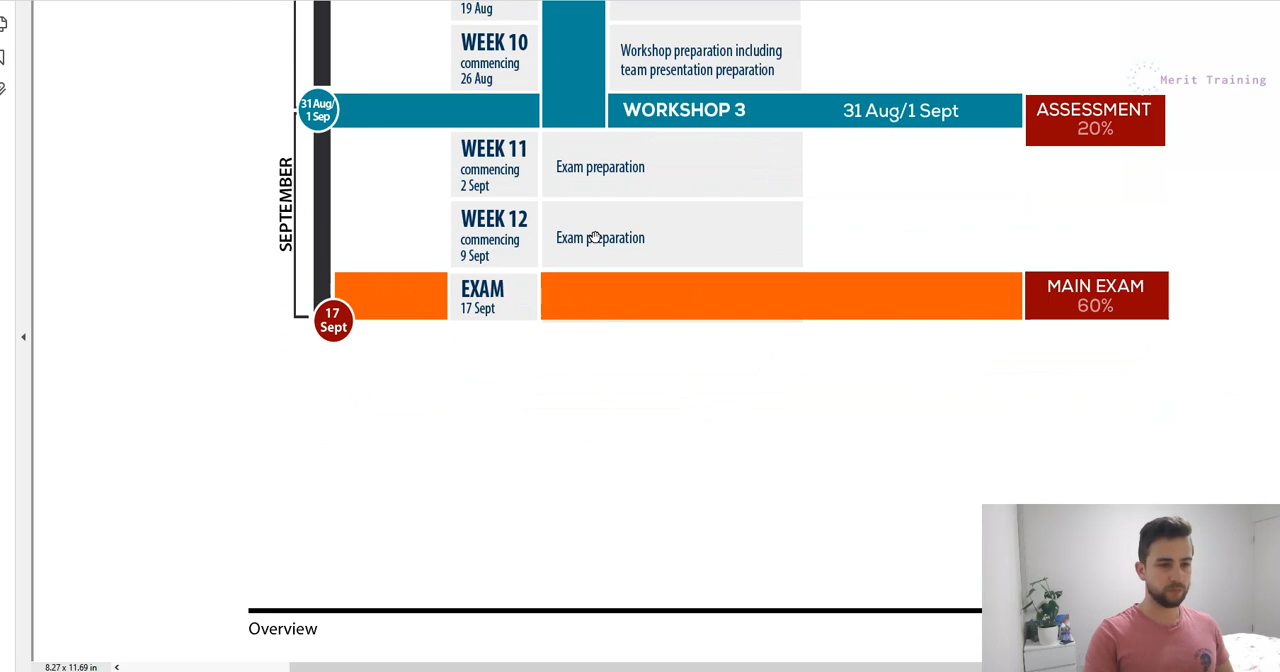 19 Aug
WEEK 10
commencing
26 Aug
Workshop preparation including
team presentation preparation
Merit Training
31 Aug/
1 Sep
WORKSHOP 3
31 Aug/1 Sept
ASSESSMENT
20%
SEPTEMBER
WEEK 11
commencing
2 Sept
Exam preparation
WEEK 12
commencing
9 Sept
Exam preparation
EXAM
17 Sept
MAIN EXAM
60%
17
Sept
Overview
8.27 x 11.69 in